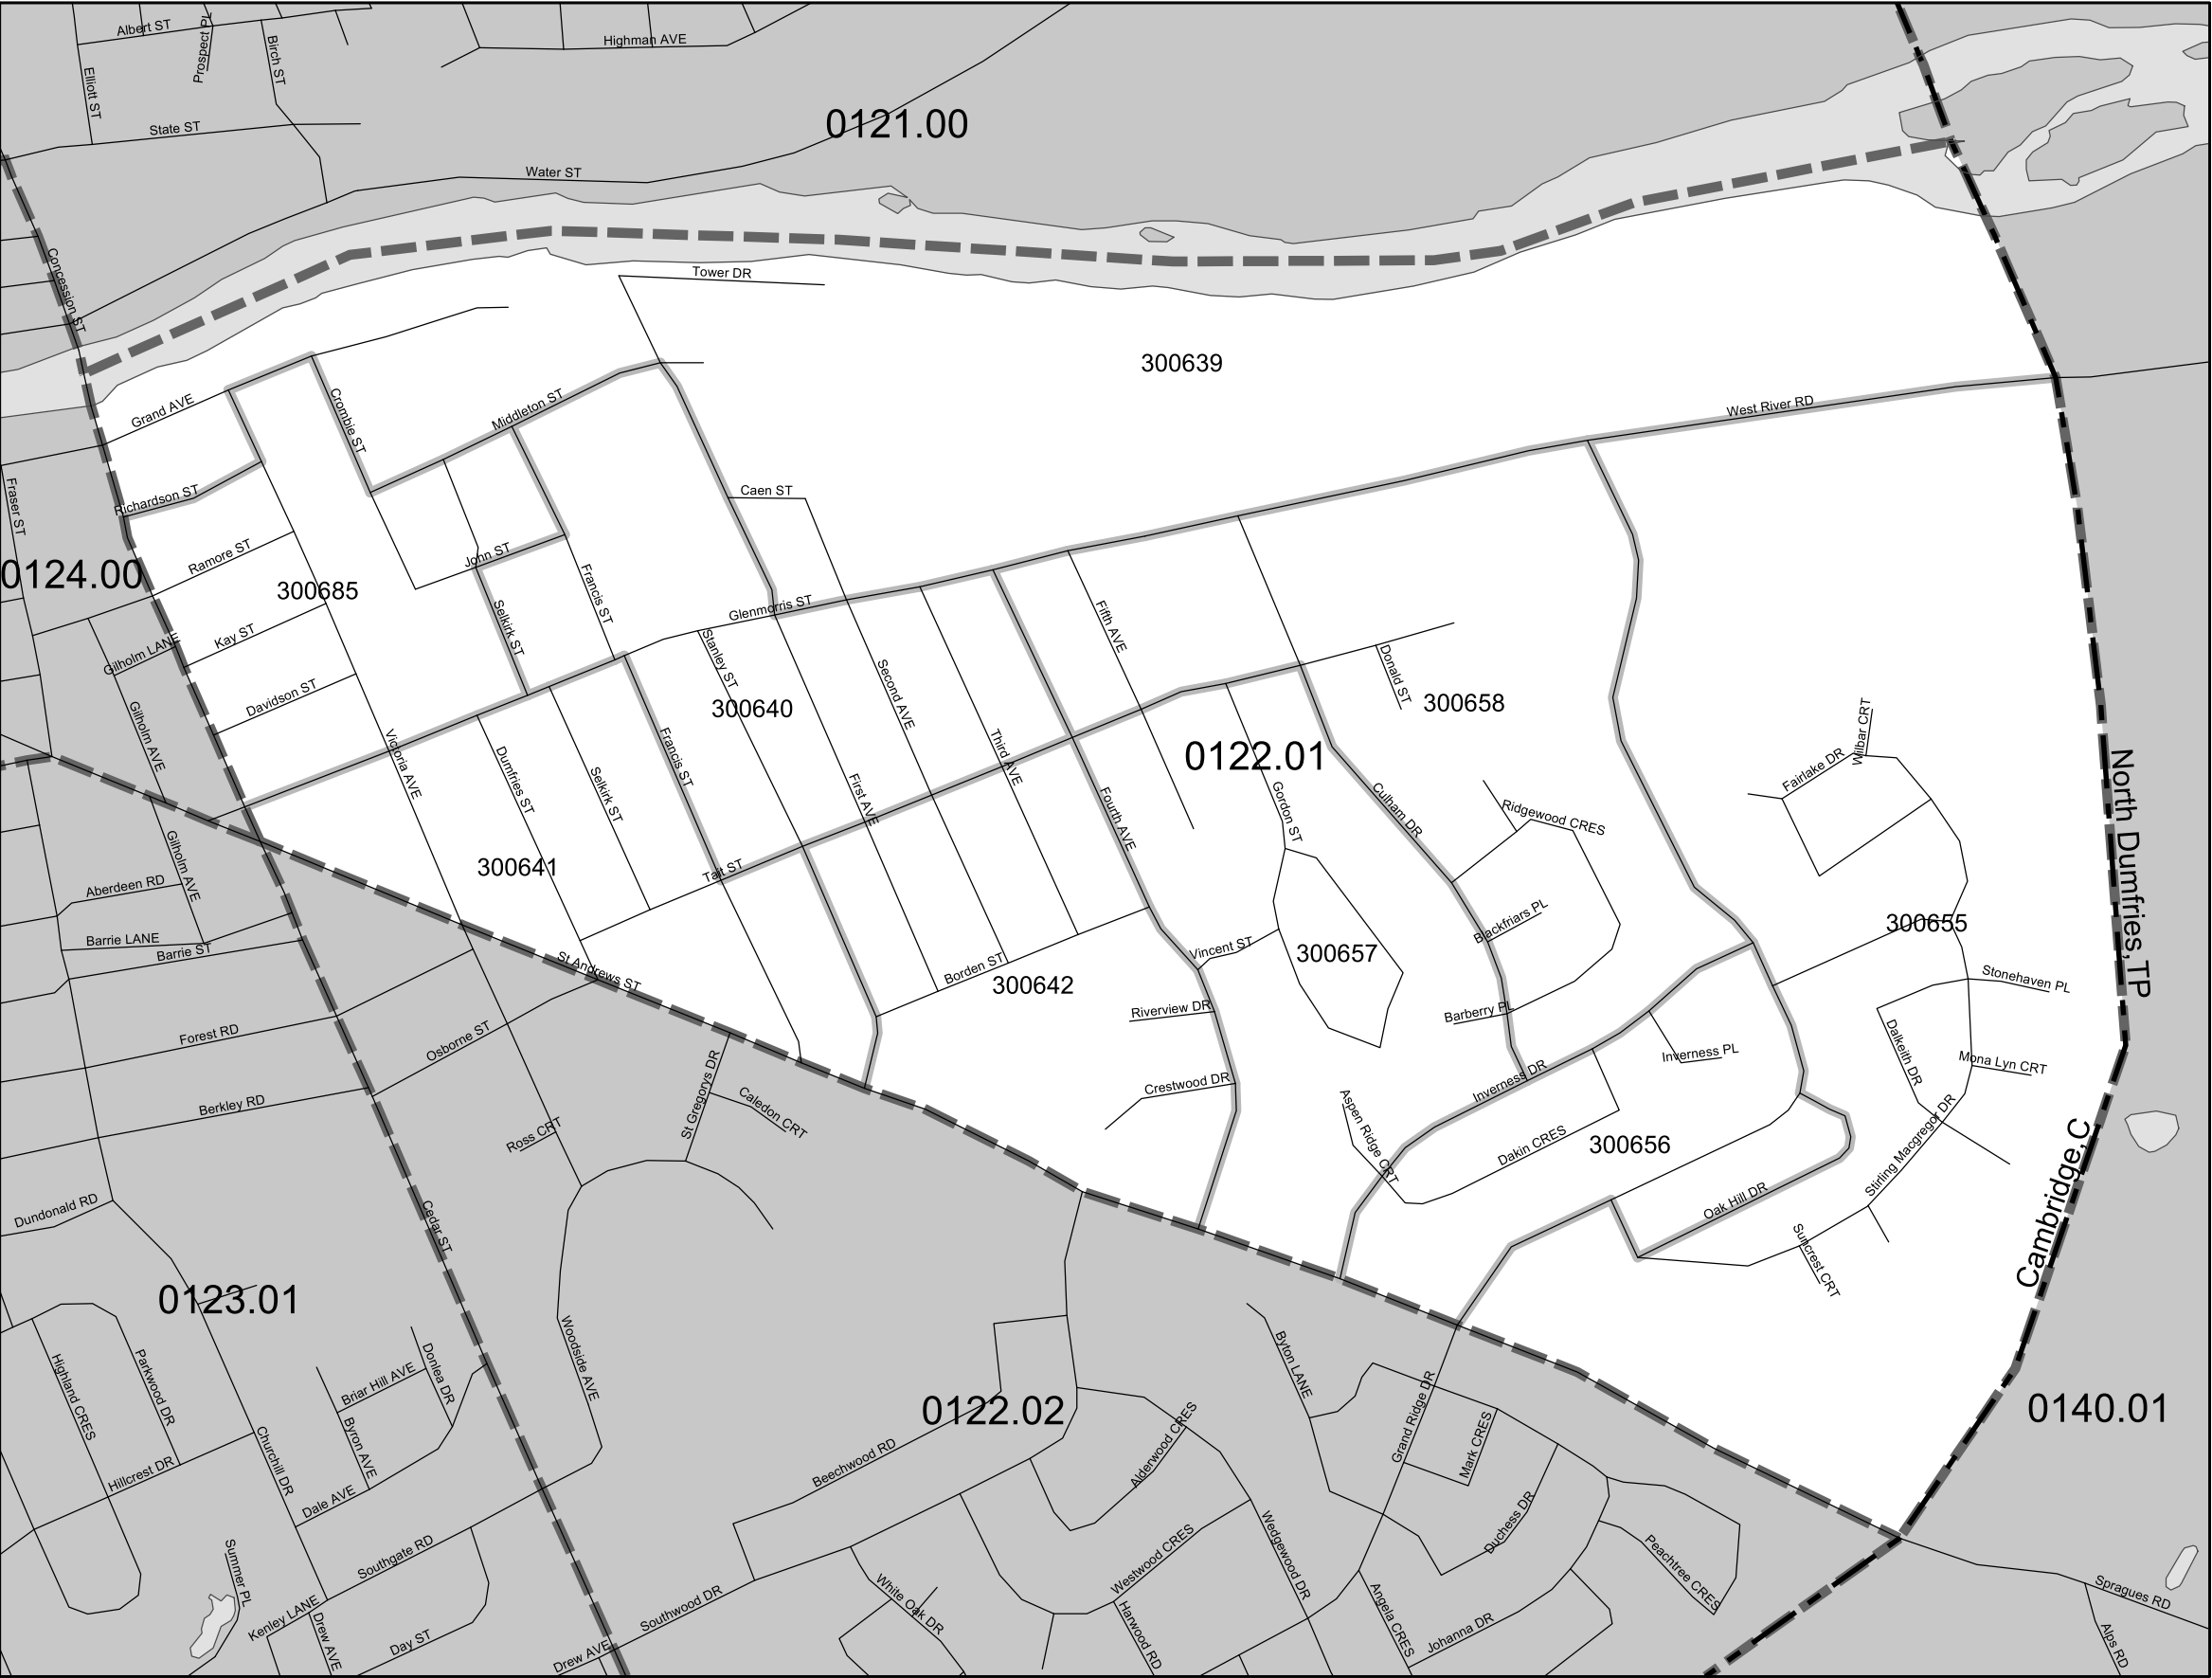 Albert ST
Prospect PL
Birch ST
Elliott ST
State ST
Highman AVE
0121.00
Water ST
Concession ST
Tower DR
300639
Grand AVE
Crombie ST
Middleton ST
West River RD
Richardson ST
Fraser ST
Caen ST
Ramore ST
John ST
0124.00
300685
Francis ST
Glenmorris ST
Fifth AVE
Kay ST
Gilholm LANE
Selkirk ST
Stanley ST
Second AVE
Donald ST
Davidson ST
300640
300658
Gilholm AVE
Victoria AVE
Dumfries ST
Selkirk ST
Francis ST
First AVE
Third AVE
0122.01
Gordon ST
Fourth AVE
Culham DR
Ridgewood CRES
Fairlake DR
Wilbar CRT
North Dumfries,TP
Gilholm AVE
Aberdeen RD
300641
Tait ST
Blackfriars PL
300655
Barrie LANE
Barrie ST
St Andrews ST
Borden ST
Vincent ST
300657
300642
Stonehaven PL
Forest RD
Osborne ST
Riverview DR
Barberry PL
Inverness PL
Dalkeith DR
Mona Lyn CRT
Berkley RD
St Gregorys DR
Caledon CRT
Crestwood DR
Inverness DR
Aspen Ridge CRT
Ross CRT
Dakin CRES
300656
Stirling Macgregor DR
Cambridge,C
Dundonald RD
Cedar ST
Oak Hill DR
Suncrest CRT
0123.01
Woodside AVE
Byton LANE
Highland CRES
Parkwood DR
Briar Hill AVE
Donlea DR
0122.02
0140.01
Grand Ridge DR
Mark CRES
Alderwood CRES
Byron AVE
Churchill DR
Hillcrest DR
Dale AVE
Beechwood RD
Duchess DR
Wedgewood DR
Southgate RD
Westwood CRES
Peachtree CRES
Summer PL
Kenley LANE
Drew AVE
Day ST
Southwood DR
White Oak DR
Harwood RD
Angela CRES
Johanna DR
Spragues RD
Alps RD
Drew AVE